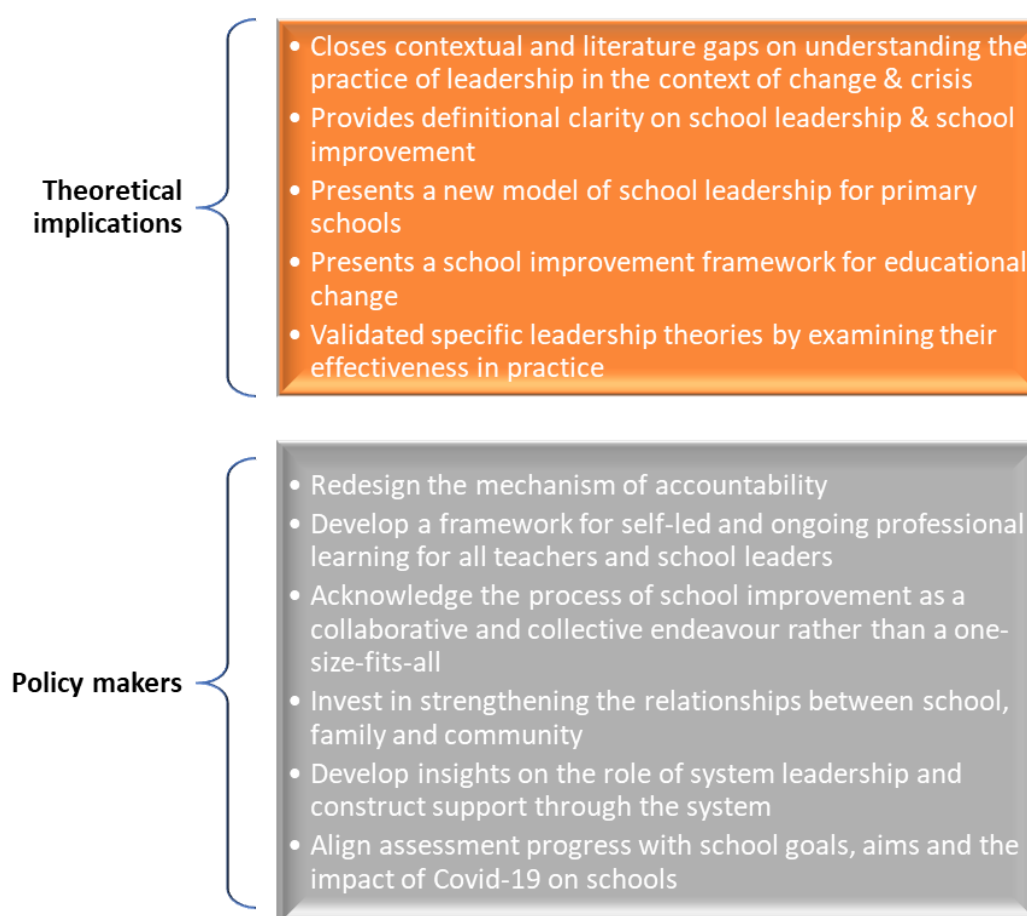 Theoretical
implications
• Closes contextual and literature gaps on understanding the
practice of leadership in the context of change & crisis
• Provides definitional clarity on school leadership & school
improvement
• Presents a new model of school leadership for primary
schools
• Presents a school improvement framework for educational
change
• Validated specific leadership theories by examining their
effectiveness in practice
Policy makers
• Redesign the mechanism of accountability
• Develop a framework for self-led and ongoing professional
learning for all teachers and school leaders
• Acknowledge the process of school improvement as a
collaborative and collective endeavour rather than a one-
size-fits-all
• Invest in strengthening the relationships between school,
family and community
• Develop insights on the role of system leadership and
construct support through the system
• Align assessment progress with school goals, aims and the
impact of Covid-19 on schools